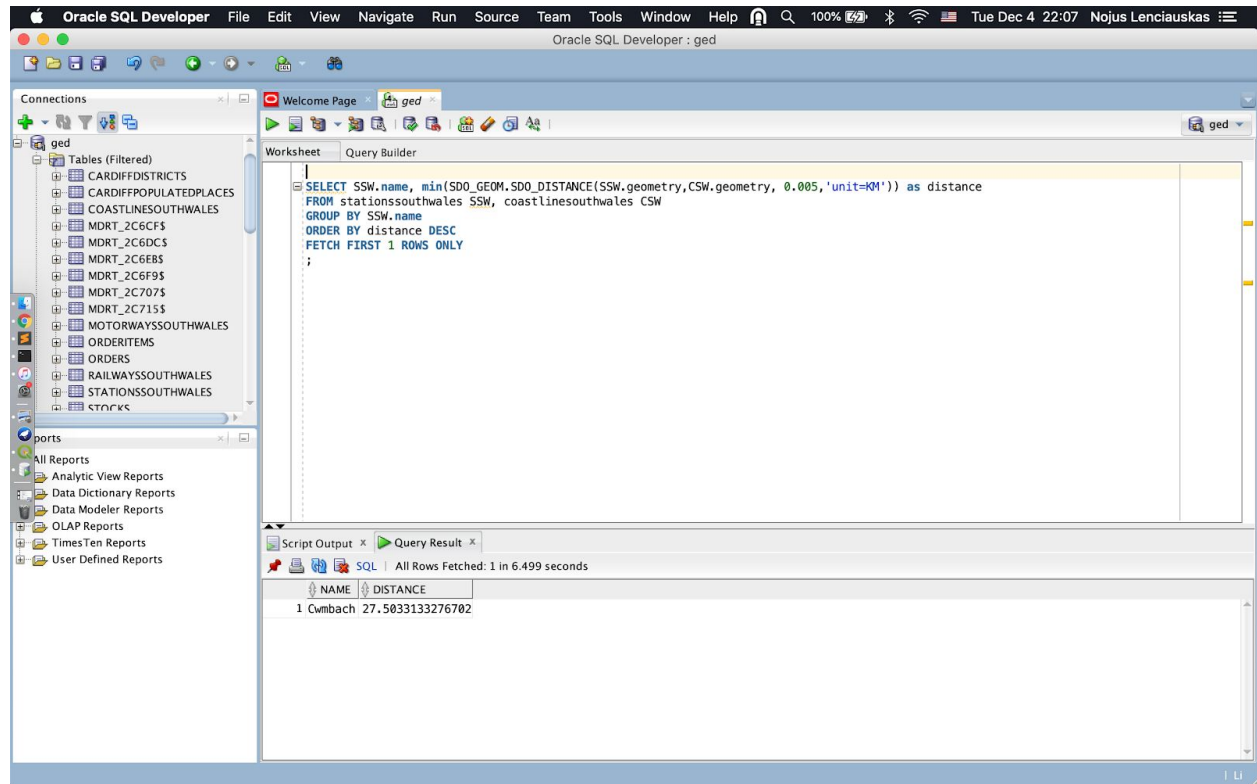 Oracle SQL Developer File Edit View Navigate Run Source Team Tools Window Help 100% Tue Dec 4 22:07 Nojus Lenciauskas
Oracle SQL Developer : ged
Connections
ged
Tables (Filtered)
CARDIFFDISTRICTS
CARDIFFPOPULATEDPLACES
COASTLINESOUTHWALES
MDRT_2C6CF$
MDRT_2C6DC$
MDRT_2C6EB$
MDRT_2C6F9$
MDRT_2C707$
MDRT_2C715$
MOTORWAYSSOUTHWALES
ORDERITEMS
ORDERS
RAILWAYSSOUTHWALES
STATIONSSOUTHWALES
STOCKS
ports
All Reports
Analytic View Reports
Data Dictionary Reports
Data Modeler Reports
OLAP Reports
TimesTen Reports
User Defined Reports
Welcome Page ged
ged
Worksheet Query Builder
SELECT SSW.name, min(SDO_GEOM.SDO_DISTANCE(SSW.geometry,CSW.geometry, 0.005,'unit=KM')) as distance
FROM stationssouthwales SSW, coastlinesouthwales CSW
GROUP BY SSW.name
ORDER BY distance DESC
FETCH FIRST 1 ROWS ONLY
;
Script Output x Query Result x
SQL | All Rows Fetched: 1 in 6.499 seconds
NAME DISTANCE
1 Cwmbach 27.5033133276702